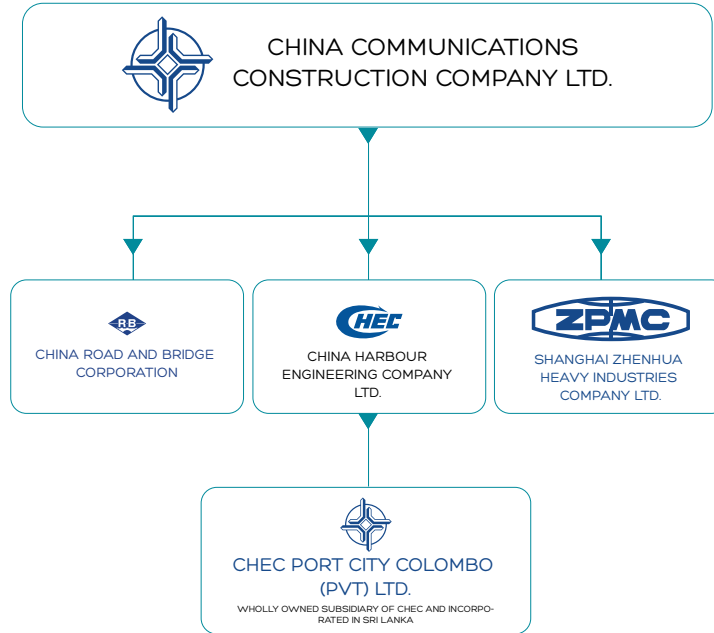 CHINA COMMUNICATIONS
CONSTRUCTION COMPANY LTD.
RB
CHINA ROAD AND BRIDGE
CORPORATION
CHEC
CHINA HARBOUR
ENGINEERING COMPANY
LTD.
ZPMC
SHANGHAI ZHENHUA
HEAVY INDUSTRIES
COMPANY LTD.
CHEC PORT CITY COLOMBO
(PVT) LTD.
WHOLLY OWNED SUBSIDIARY OF CHEC AND INCORPO-
RATED IN SRI LANKA